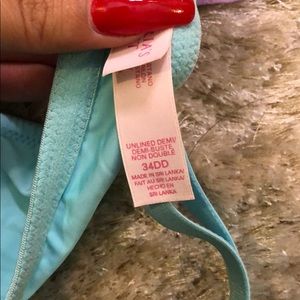 UNLINED DEMI/
DEMI-BUSTE
NON DOUBLÉ
34DD
MADE IN SRI LANKA/
FAIT AU SRI LANKA/
HECHO EN
SRI LANKA